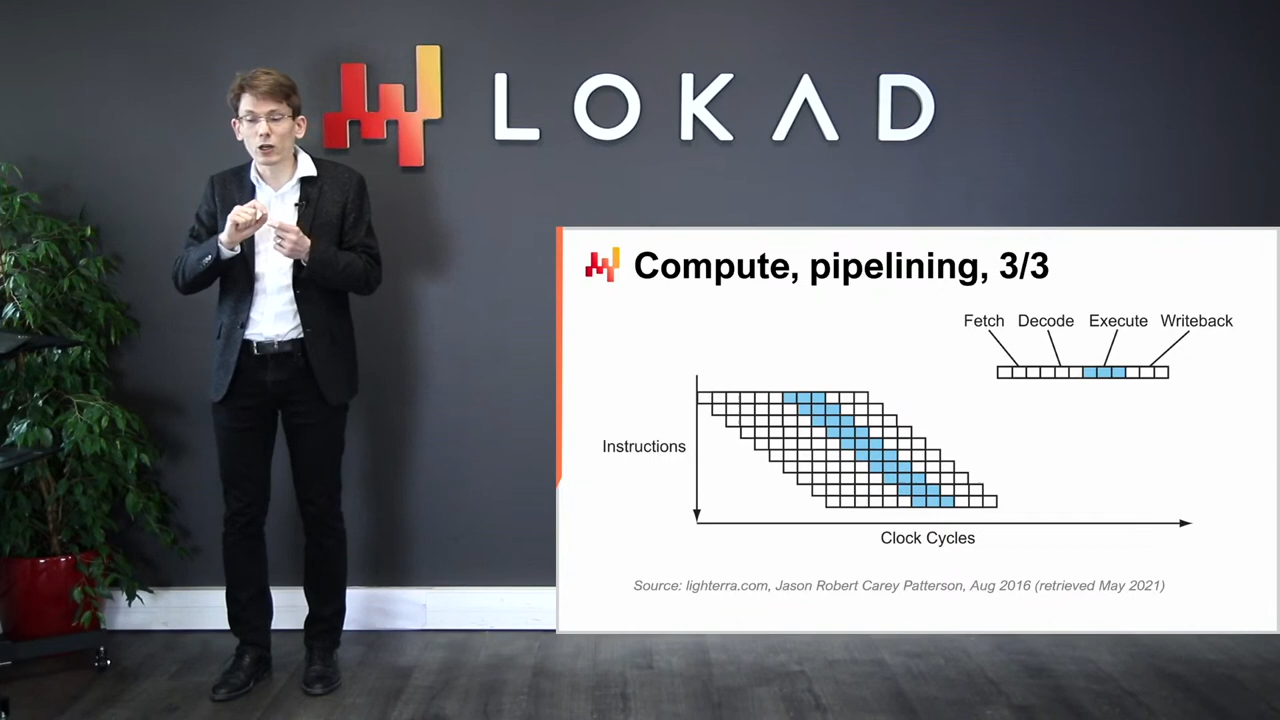 LOKAD
Compute, pipelining, 3/3
Fetch Decode Execute Writeback
Instructions
Clock Cycles
Source: lighterra.com, Jason Robert Carey Patterson, Aug 2016 (retrieved May 2021)